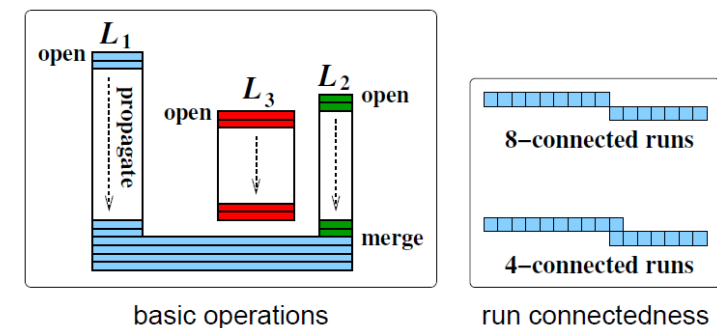 L1
open
L3
L2
open
open
propagate
merge
basic operations
8–connected runs
4–connected runs
run connectedness